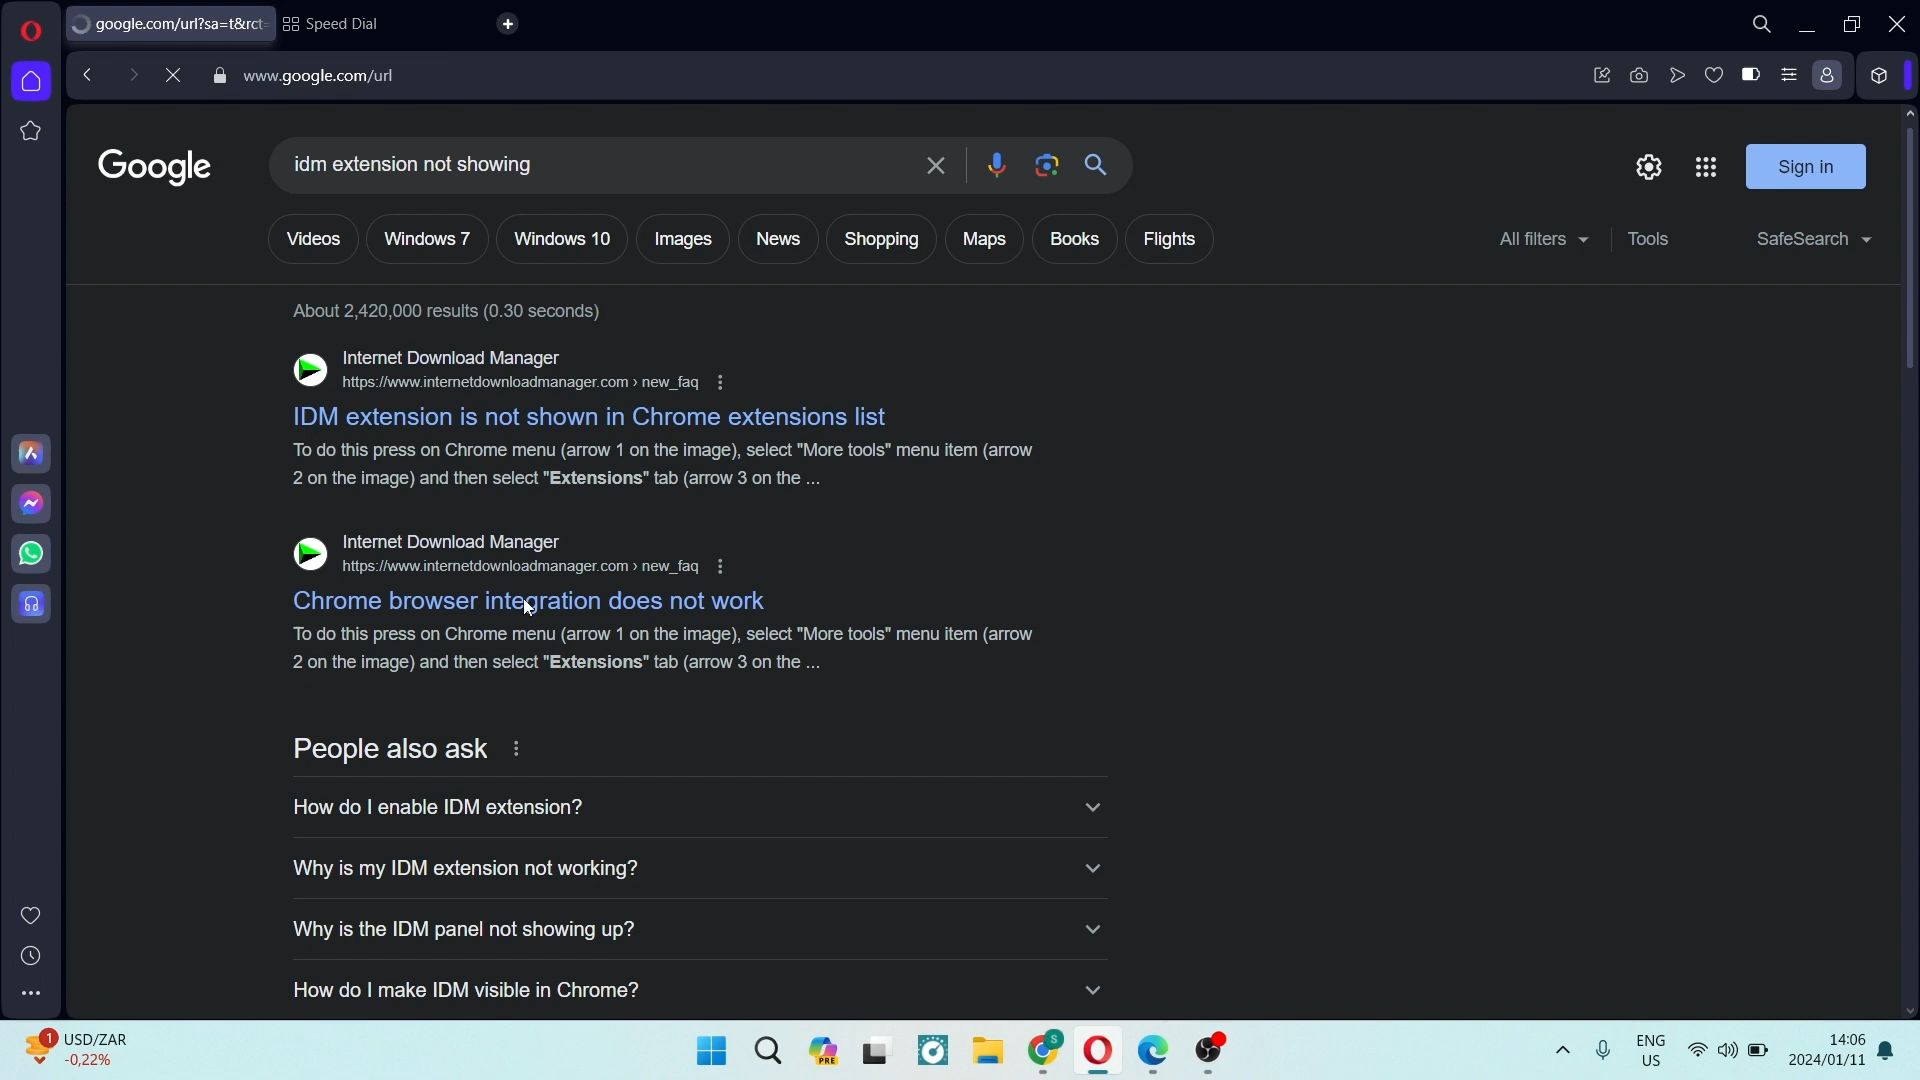 google.com/url?sa=t&rct=
Speed Dial
www.google.com/url
Google
idm extension not showing
Sign in
Videos
Windows 7
Windows 10
Images
News
Shopping
Maps
Books
Flights
All filters
Tools
SafeSearch
About 2,420,000 results (0.30 seconds)
Internet Download Manager
https://www.internetdownloadmanager.com › new_faq
IDM extension is not shown in Chrome extensions list
To do this press on Chrome menu (arrow 1 on the image), select "More tools" menu item (arrow
2 on the image) and then select "Extensions" tab (arrow 3 on the ...
Internet Download Manager
https://www.internetdownloadmanager.com › new_faq
Chrome browser integration does not work
To do this press on Chrome menu (arrow 1 on the image), select "More tools" menu item (arrow
2 on the image) and then select "Extensions" tab (arrow 3 on the ...
People also ask
How do I enable IDM extension?
Why is my IDM extension not working?
Why is the IDM panel not showing up?
How do I make IDM visible in Chrome?
1
USD/ZAR
-0,22%
PRE
S
ENG
US
14:06
2024/01/11